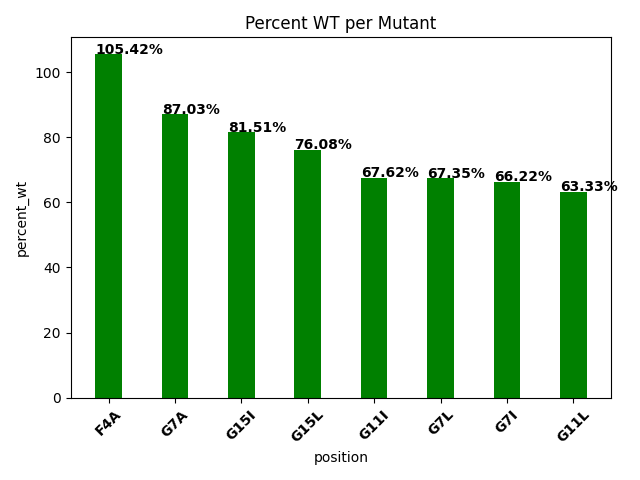 Percent WT per Mutant
105.42%
87.03%
81.51%
76.08%
67.62%
67.35%
66.22%
63.33%
percent_wt
100
80
60
40
20
0
F4A
G7A
G15I
G15L
G11I
G7L
G7I
G11L
position